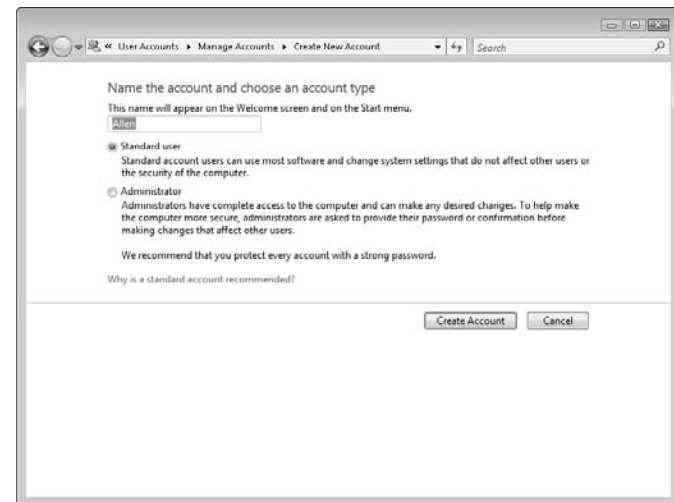 « User Accounts ▸ Manage Accounts ▸ Create New Account Search
Name the account and choose an account type
This name will appear on the Welcome screen and on the Start menu.
Allen
Standard user
Standard account users can use most software and change system settings that do not affect other users or
the security of the computer.
Administrator
Administrators have complete access to the computer and can make any desired changes. To help make
the computer more secure, administrators are asked to provide their password or confirmation before
making changes that affect other users.
We recommend that you protect every account with a strong password.
Why is a standard account recommended?
Create Account Cancel